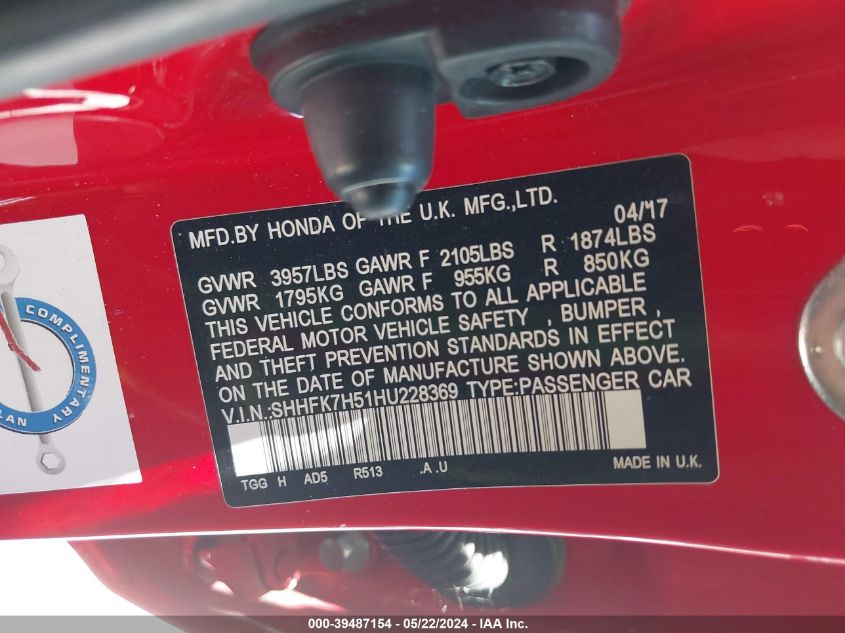 MFD.BY HONDA OF THE U.K. MFG.,LTD. 04/17
GVWR 3957LBS GAWR F 2105LBS R 1874LBS
GVWR 1795KG GAWR F 955KG R 850KG
THIS VEHICLE CONFORMS TO ALL APPLICABLE
FEDERAL MOTOR VEHICLE SAFETY , BUMPER ,
AND THEFT PREVENTION STANDARDS IN EFFECT
ON THE DATE OF MANUFACTURE SHOWN ABOVE.
V.I.N.:SHHFK7H51HU228369 TYPE:PASSENGER CAR
TGG H AD5 R513 .A .U MADE IN U.K.
COMPLIMENTARY
000-39487154 - 05/22/2024 - IAA Inc.